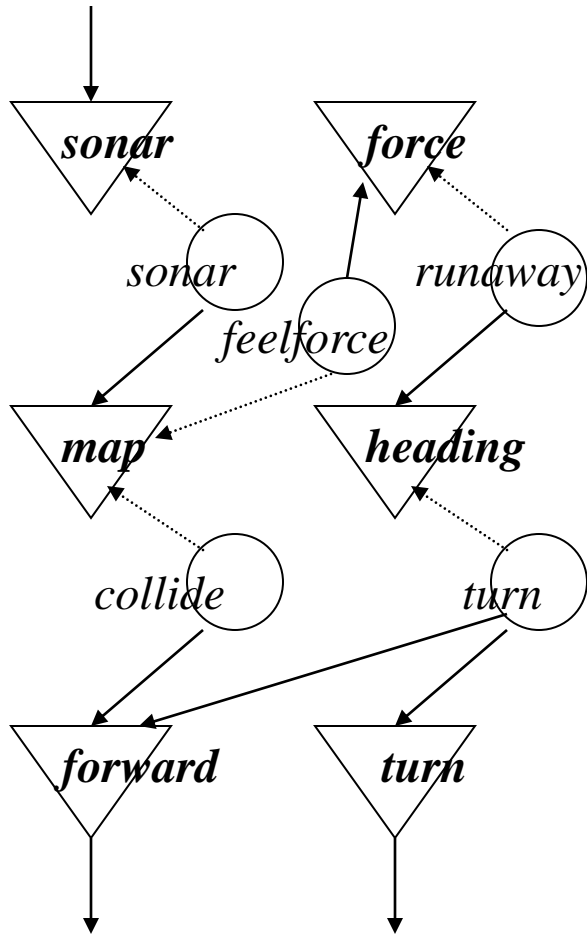 sonar
force
sonar
runaway
feelforce
map
heading
collide
turn
forward
turn